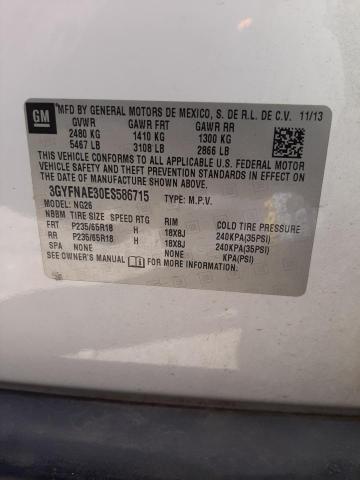 GM
MFD BY GENERAL MOTORS DE MEXICO, S. DE R.L. DE C.V. 11/13
GVWR GAWR FRT GAWR RR
2480 KG 1410 KG 1300 KG
5467 LB 3108 LB 2866 LB
THIS VEHICLE CONFORMS TO ALL APPLICABLE U.S. FEDERAL MOTOR
VEHICLE SAFETY AND THEFT PREVENTION STANDARDS IN EFFECT ON
THE DATE OF MANUFACTURE SHOWN ABOVE.
3GYFNAE30ES586715 TYPE: M.P.V.
MODEL: NG26
NBBM TIRE SIZE SPEED RTG RIM COLD TIRE PRESSURE
FRT P235/65R18 H 18X8J 240KPA(35PSI)
RR P235/65R18 H 18X8J 240KPA(35PSI)
KPA(PSI)
SEE OWNER'S MANUAL FOR MORE INFORMATION